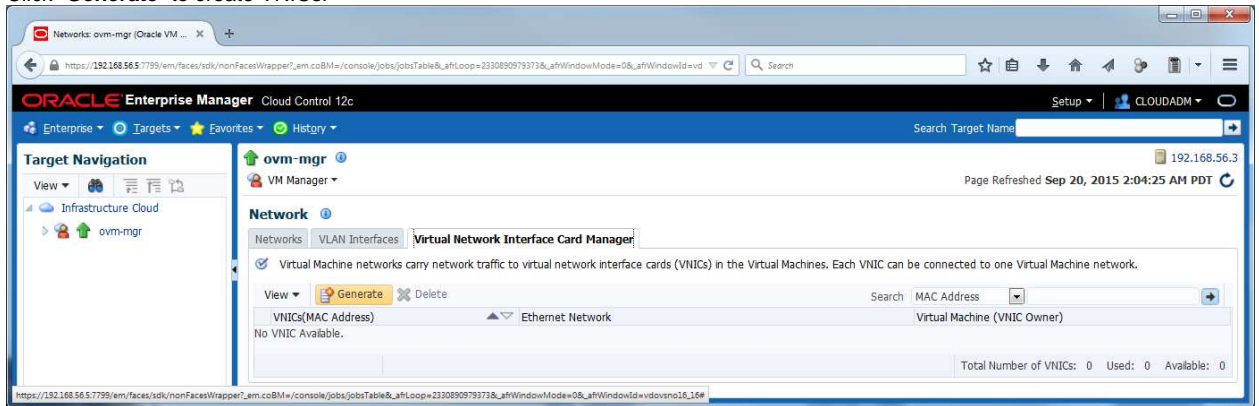 Click "Generate" to create VNICs.
Networks: ovm-mgr (Oracle VM ...
https://192.168.56.5:7799/em/faces/sdk/nonFacesWrapper?_em.coBM=/console/jobs/jobsTable&_afrLoop=2330890979373&_afrWindowMode=0&_afrWindowId=vd
Search
ORACLE Enterprise Manager Cloud Control 12c
Setup
CLOUDADM
Enterprise Targets Favorites History
Search Target Name
Target Navigation
View
Infrastructure Cloud
ovm-mgr
ovm-mgr
192.168.56.3
VM Manager
Page Refreshed Sep 20, 2015 2:04:25 AM PDT
Network
Networks VLAN Interfaces Virtual Network Interface Card Manager
Virtual Machine networks carry network traffic to virtual network interface cards (VNICs) in the Virtual Machines. Each VNIC can be connected to one Virtual Machine network.
View Generate Delete
Search MAC Address
VNICs(MAC Address) Ethernet Network Virtual Machine (VNIC Owner)
No VNIC Available.
Total Number of VNICs: 0 Used: 0 Available: 0
https://192.168.56.5:7799/em/faces/sdk/nonFacesWrapper?_em.coBM=/console/jobs/jobsTable&_afrLoop=2330890979373&_afrWindowMode=0&_afrWindowId=vdovsno16_16#